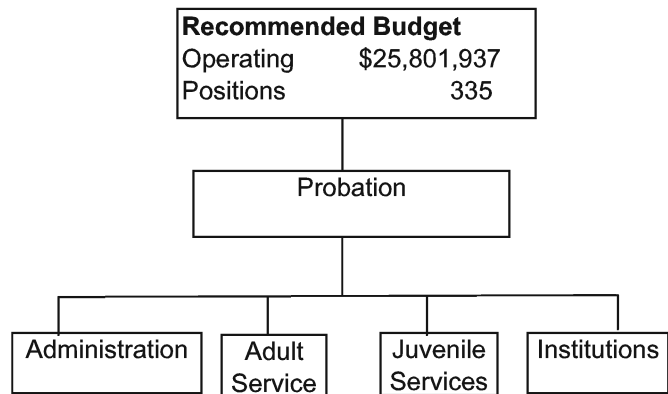 Recommended Budget
Operating $25,801,937
Positions 335
Probation
Administration
Adult
Service
Juvenile
Services
Institutions